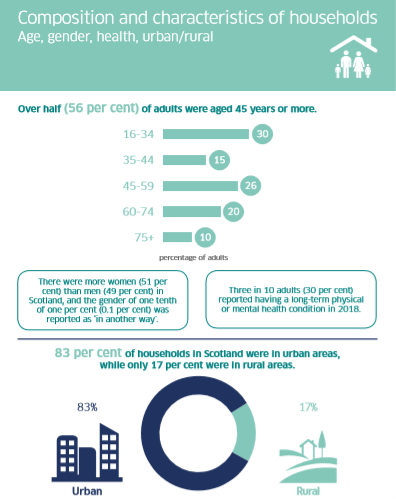 Composition and characteristics of households
Age, gender, health, urban/rural
Over half (56 per cent) of adults were aged 45 years or more.
16-34 30
35-44 15
45-59 26
60-74 20
75+ 10
percentage of adults
There were more women (51 per
cent) than men (49 per cent) in
Scotland, and the gender of one tenth
of one per cent (0.1 per cent) was
reported as 'in another way'.
Three in 10 adults (30 per cent)
reported having a long-term physical
or mental health condition in 2018.
83 per cent of households in Scotland were in urban areas,
while only 17 per cent were in rural areas.
83%
17%
Urban
Rural